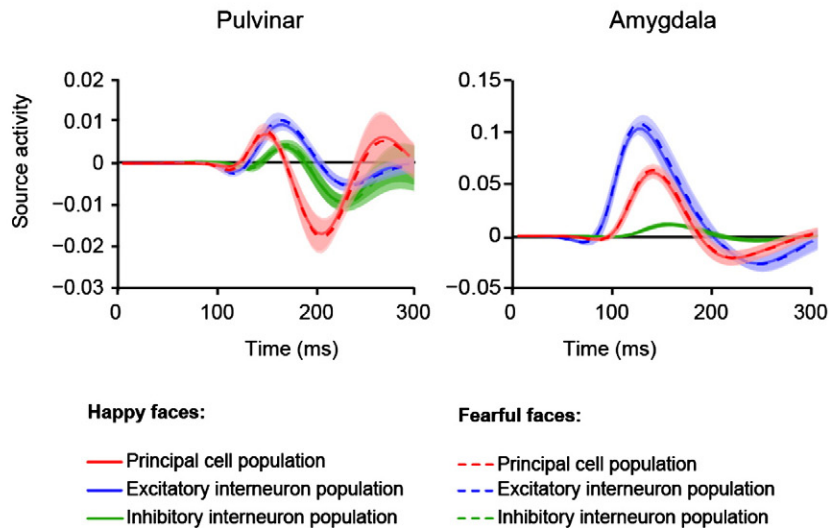 Pulvinar
Amygdala
Source activity
0.02
0.01
0
−0.01
−0.02
−0.03
0 100 200 300
Time (ms)
0.15
0.1
0.05
0
−0.05
0 100 200 300
Time (ms)
Happy faces:
Principal cell population
Excitatory interneuron population
Inhibitory interneuron population
Fearful faces:
Principal cell population
Excitatory interneuron population
Inhibitory interneuron population